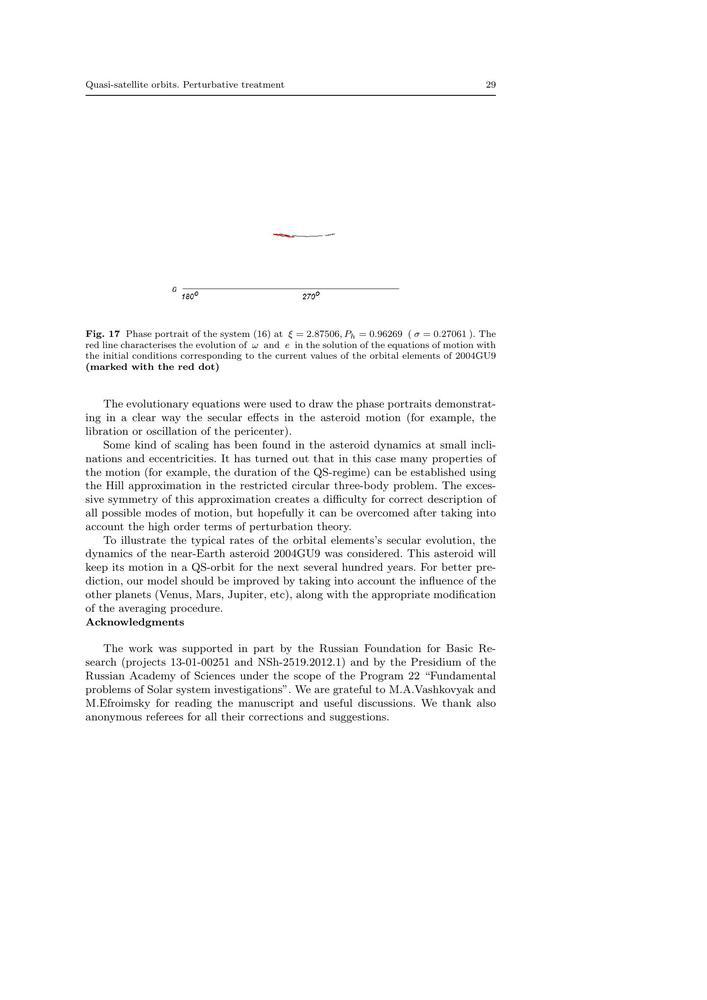 Quasi-satellite orbits. Perturbative treatment 29
0
180⁰ 270⁰
Fig. 17 Phase portrait of the system (16) at ξ = 2.87506, P_h = 0.96269 ( σ = 0.27061 ). The
red line characterises the evolution of ω and e in the solution of the equations of motion with
the initial conditions corresponding to the current values of the orbital elements of 2004GU9
(marked with the red dot)
The evolutionary equations were used to draw the phase portraits demonstrat-
ing in a clear way the secular effects in the asteroid motion (for example, the
libration or oscillation of the pericenter).
Some kind of scaling has been found in the asteroid dynamics at small incli-
nations and eccentricities. It has turned out that in this case many properties of
the motion (for example, the duration of the QS-regime) can be established using
the Hill approximation in the restricted circular three-body problem. The exces-
sive symmetry of this approximation creates a difficulty for correct description of
all possible modes of motion, but hopefully it can be overcomed after taking into
account the high order terms of perturbation theory.
To illustrate the typical rates of the orbital elements's secular evolution, the
dynamics of the near-Earth asteroid 2004GU9 was considered. This asteroid will
keep its motion in a QS-orbit for the next several hundred years. For better pre-
diction, our model should be improved by taking into account the influence of the
other planets (Venus, Mars, Jupiter, etc), along with the appropriate modification
of the averaging procedure.
Acknowledgments
The work was supported in part by the Russian Foundation for Basic Re-
search (projects 13-01-00251 and NSh-2519.2012.1) and by the Presidium of the
Russian Academy of Sciences under the scope of the Program 22 “Fundamental
problems of Solar system investigations”. We are grateful to M.A.Vashkovyak and
M.Efroimsky for reading the manuscript and useful discussions. We thank also
anonymous referees for all their corrections and suggestions.